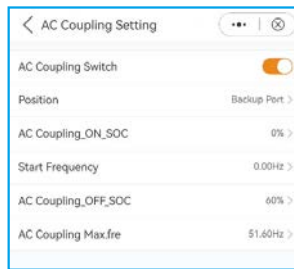 AC Coupling Setting
AC Coupling Switch
Position Backup Port
AC Coupling_ON_SOC 0%
Start Frequency 0.00Hz
AC Coupling_OFF_SOC 60%
AC Coupling Max.fre 51.60Hz